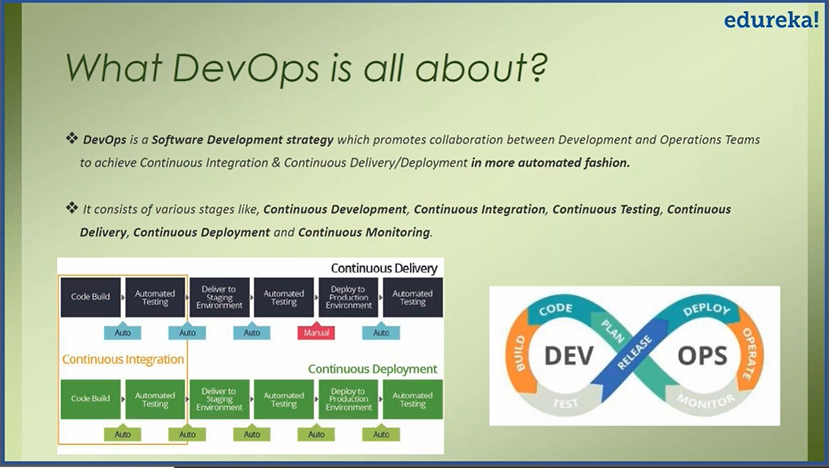 edureka!
What DevOps is all about?
❖ DevOps is a Software Development strategy which promotes collaboration between Development and Operations Teams
to achieve Continuous Integration & Continuous Delivery/Deployment in more automated fashion.
❖ It consists of various stages like, Continuous Development, Continuous Integration, Continuous Testing, Continuous
Delivery, Continuous Deployment and Continuous Monitoring.
Continuous Delivery
Code Build
Automated
Testing
Deliver to
Staging
Environment
Automated
Testing
Deploy to
Production
Environment
Automated
Testing
Auto
Auto
Auto
Manual
Auto
Continuous Integration
Continuous Deployment
Code Build
Automated
Testing
Deliver to
Staging
Environment
Automated
Testing
Deploy to
Production
Environment
Automated
Testing
Auto
Auto
Auto
Auto
Auto
CODE
BUILD
PLAN
TEST
DEV
RELEASE
DEPLOY
OPERATE
MONITOR
OPS